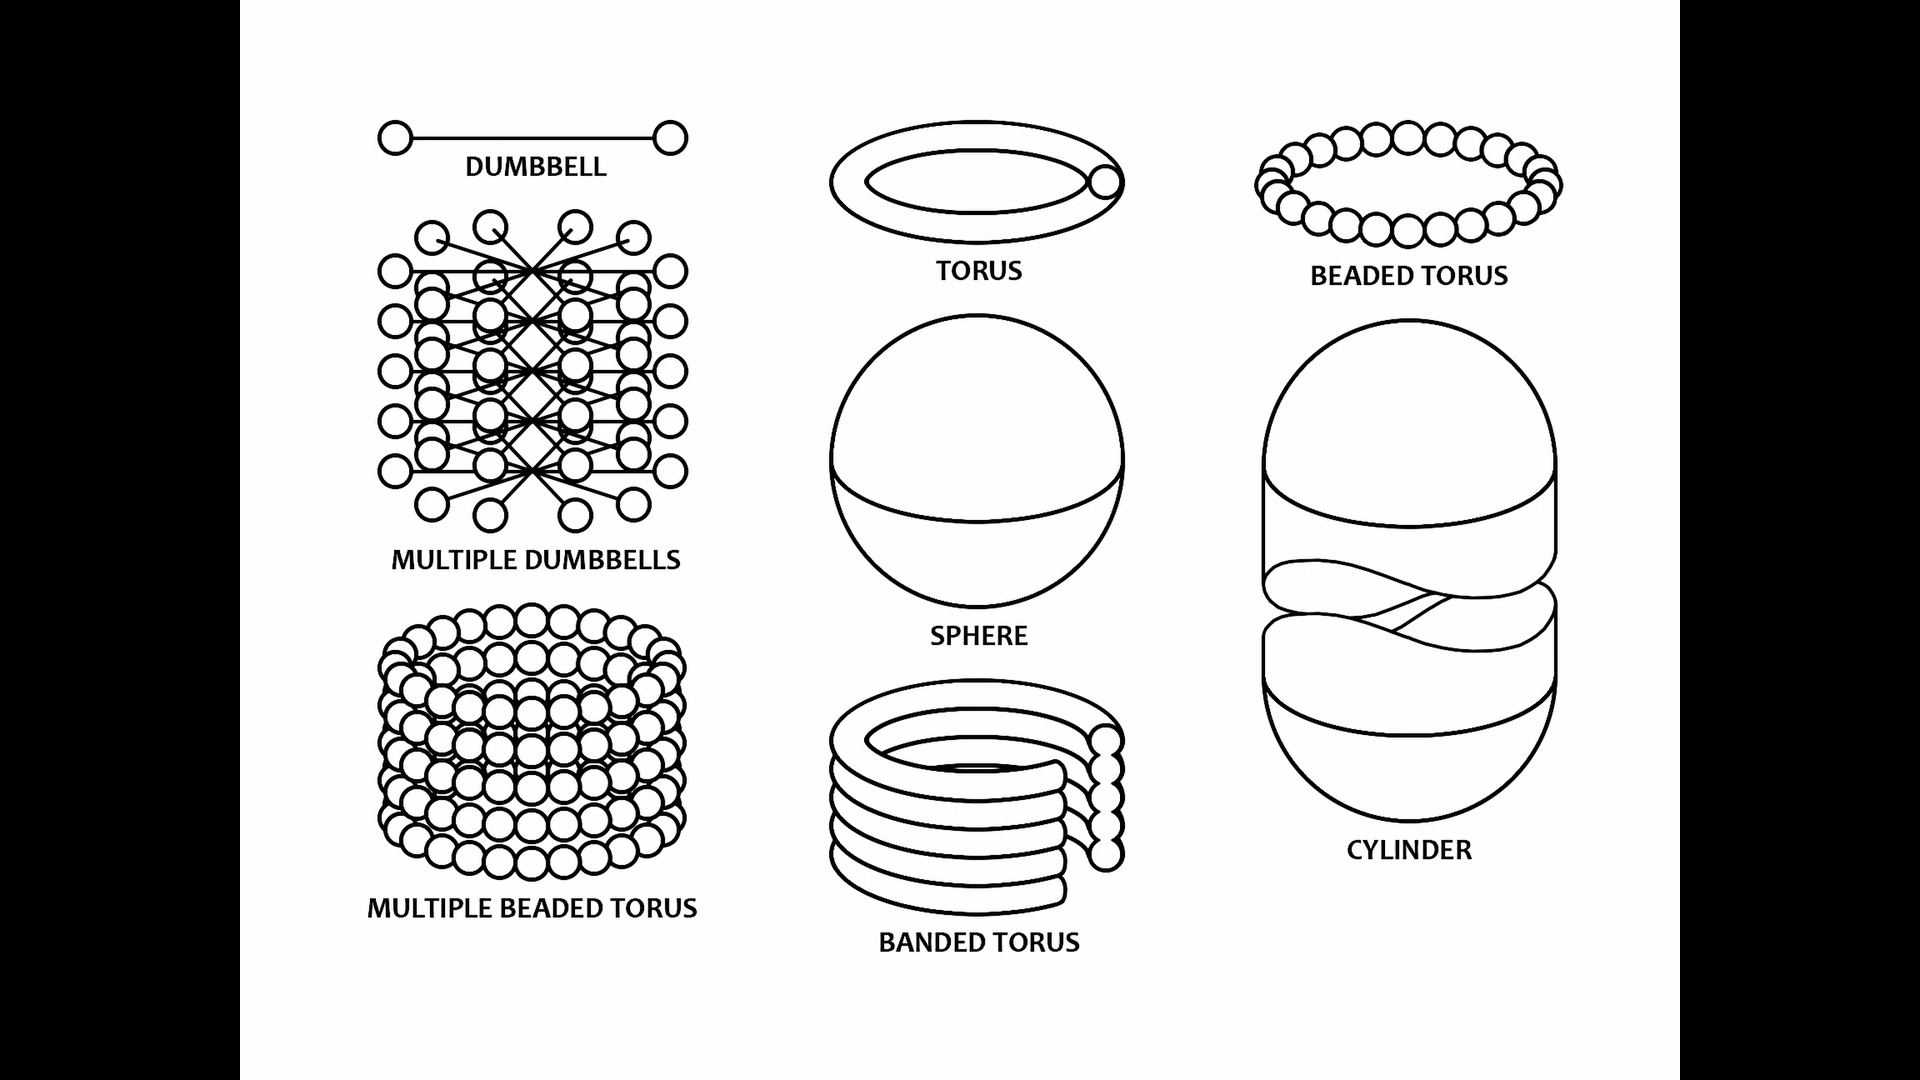 DUMBBELL
MULTIPLE DUMBBELLS
MULTIPLE BEADED TORUS
TORUS
SPHERE
BANDED TORUS
BEADED TORUS
CYLINDER